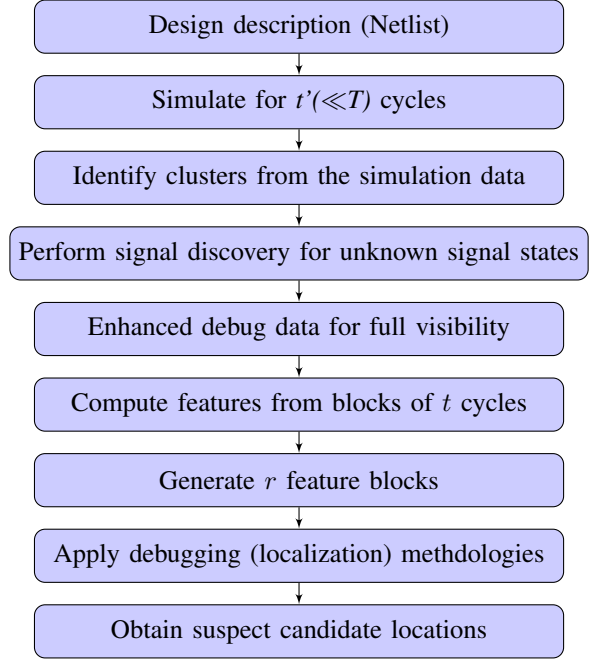 Design description (Netlist)
Simulate for t’(≪T) cycles
Identify clusters from the simulation data
Perform signal discovery for unknown signal states
Enhanced debug data for full visibility
Compute features from blocks of t cycles
Generate r feature blocks
Apply debugging (localization) methdologies
Obtain suspect candidate locations